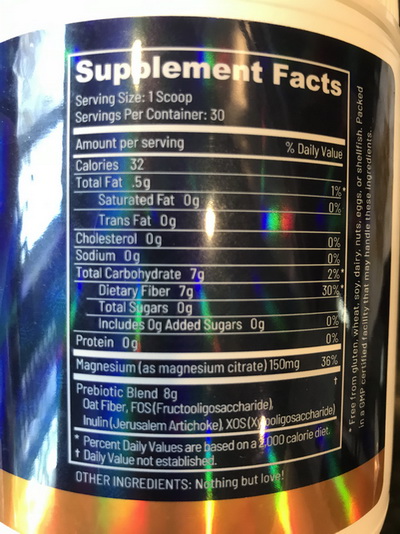 Supplement Facts
Serving Size: 1 Scoop
Servings Per Container: 30
Amount per serving % Daily Value
Calories 32
Total Fat .5g 1%*
Saturated Fat 0g 0%
Trans Fat 0g
Cholesterol 0g 0%
Sodium 0g 0%
Total Carbohydrate 7g 2%*
Dietary Fiber 7g 30%*
Total Sugars 0g
Includes 0g Added Sugars 0g 0%
Protein 0g 0%
Magnesium (as magnesium citrate) 150mg 36%
Prebiotic Blend 8g †
Oat Fiber, FOS (Fructooligosaccharide),
Inulin (Jerusalem Artichoke), XOS (Xylooligosaccharide)
* Percent Daily Values are based on a 2,000 calorie diet.
† Daily Value not established.
OTHER INGREDIENTS: Nothing but love!
* Free from gluten, wheat, soy, dairy, nuts, eggs, or shellfish. Packed
in a GMP certified facility that may handle these ingredients.